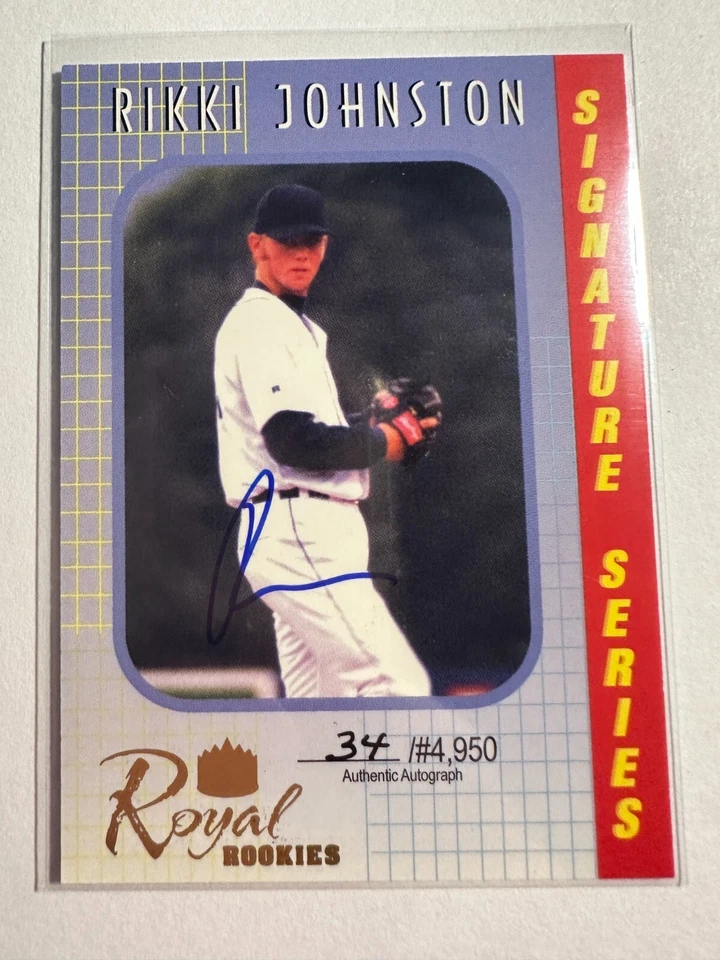 RIKKI JOHNSTON
SIGNATURE SERIES
34 /#4,950
Authentic Autograph
Royal
ROOKIES